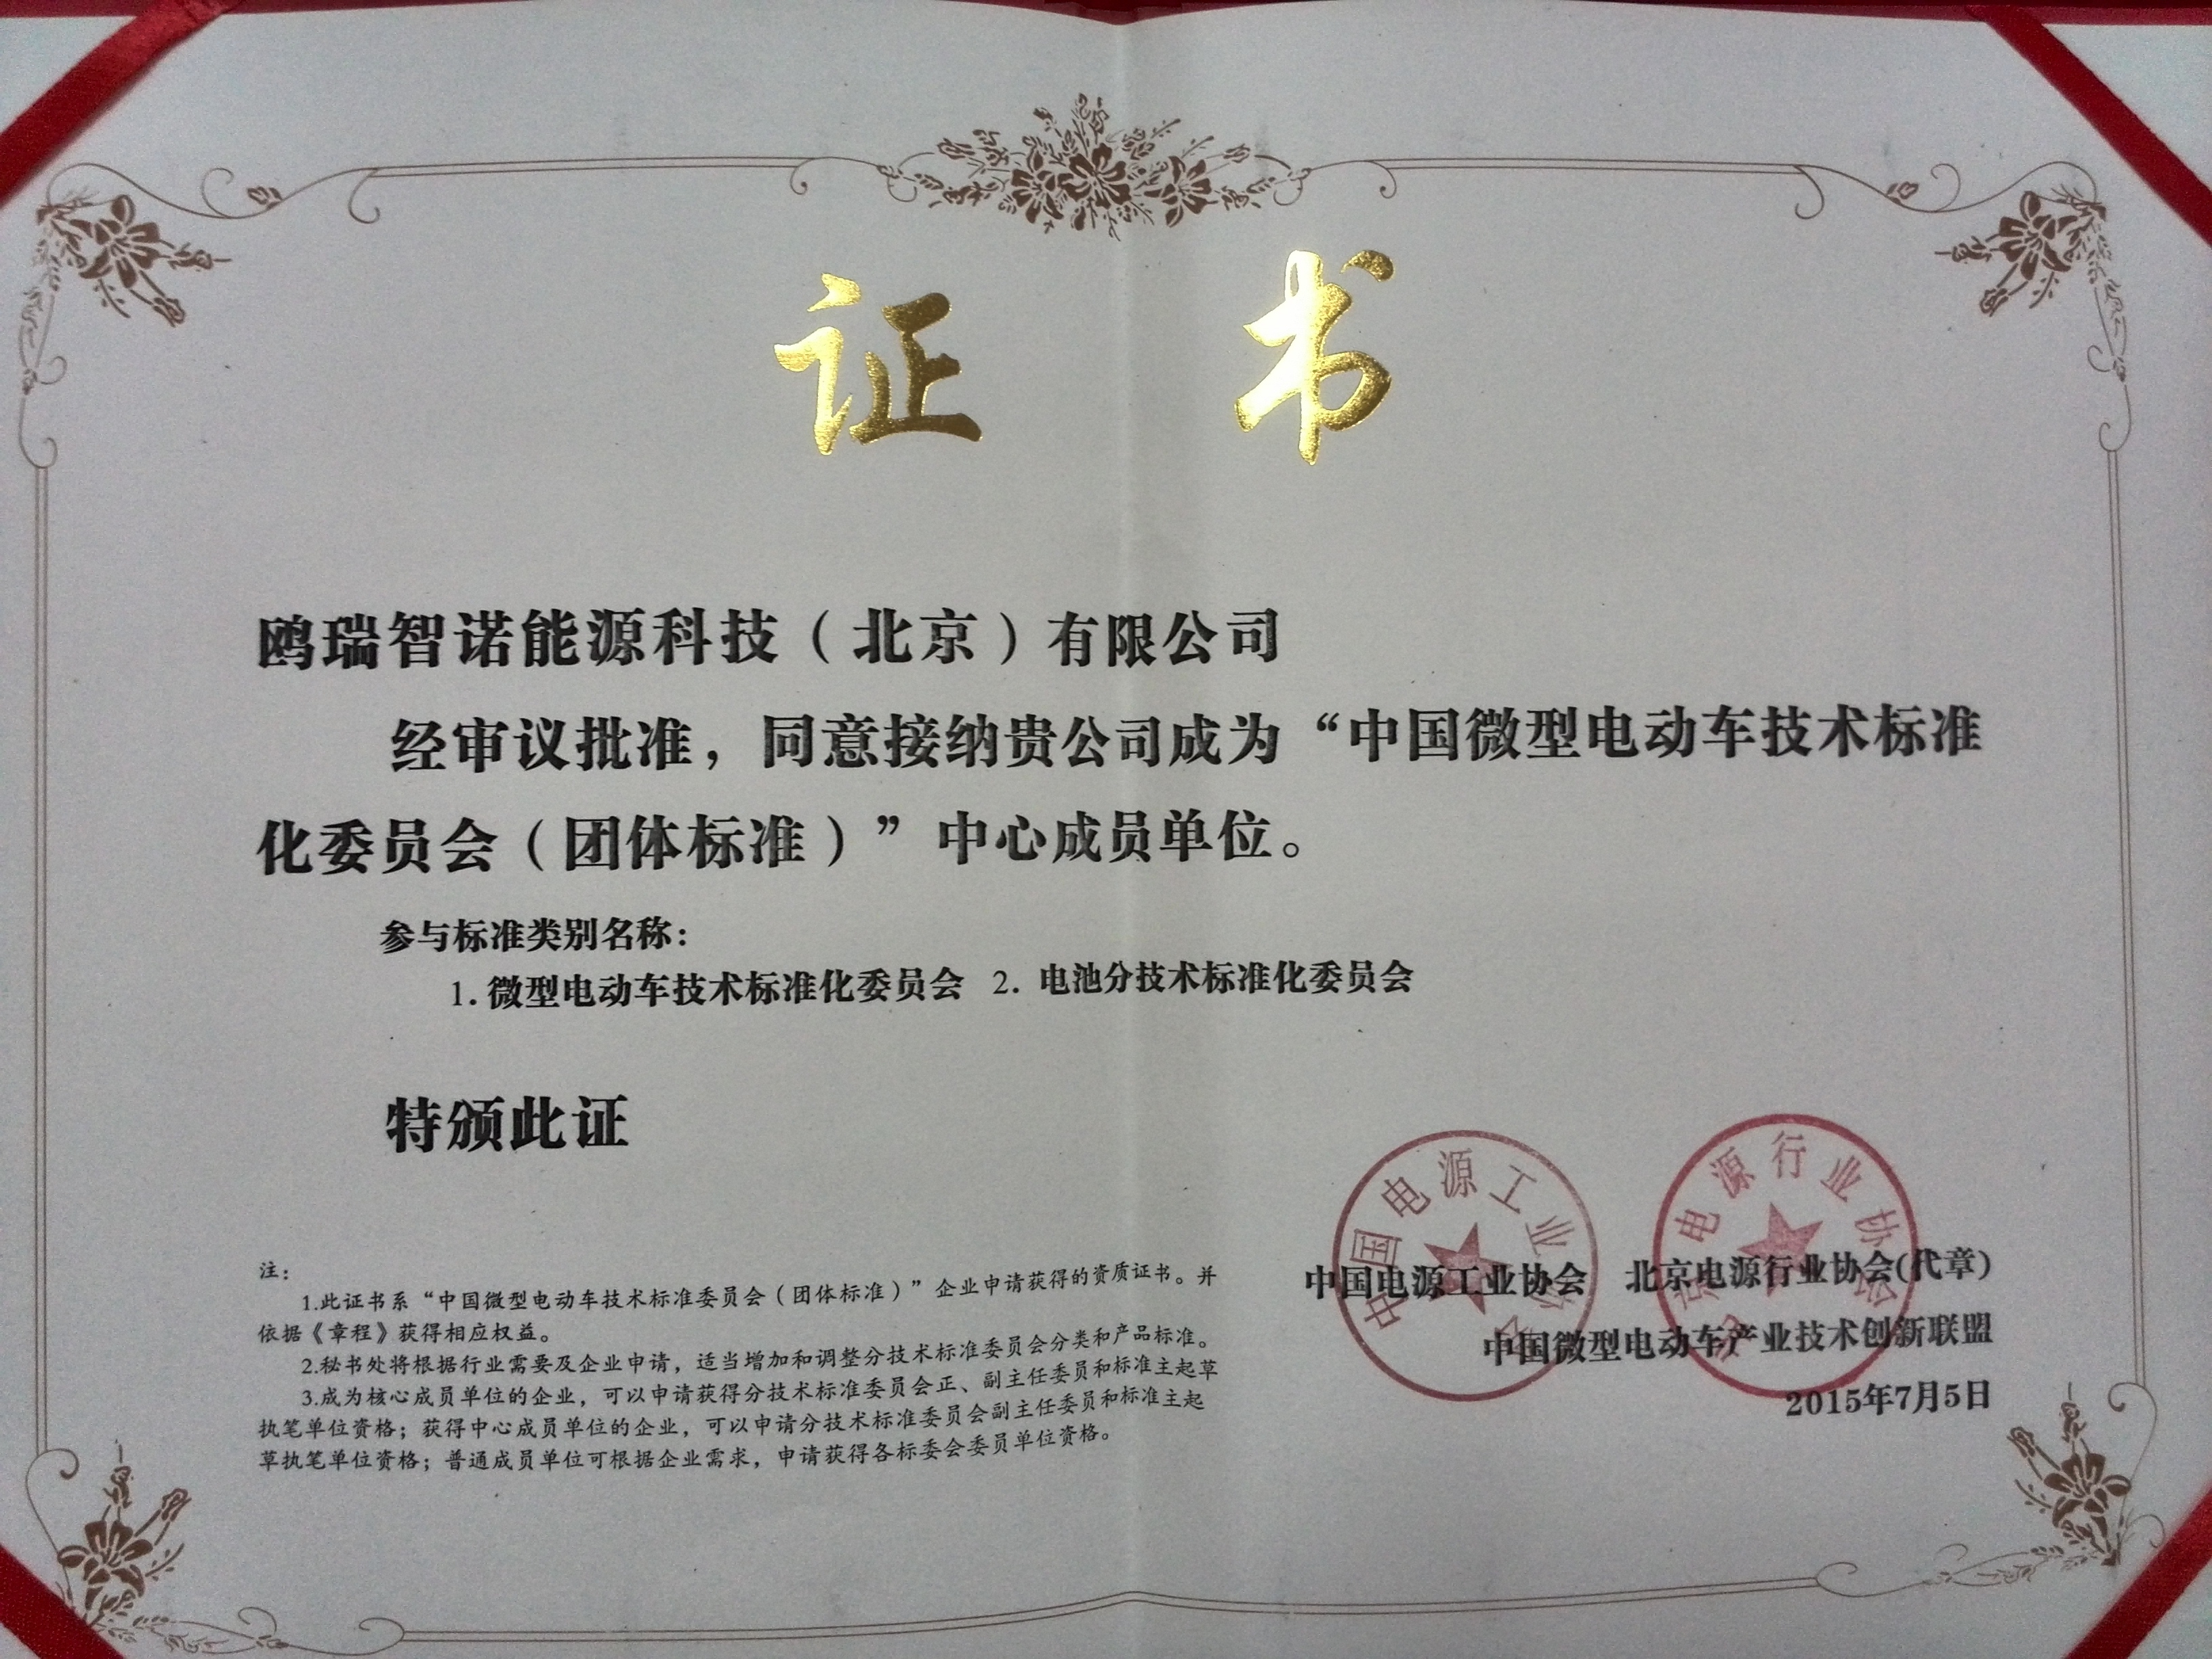 证书
鸥瑞智诺能源科技（北京）有限公司
经审议批准，同意接纳贵公司成为“中国微型电动车技术标准
化委员会（团体标准）”中心成员单位。
参与标准类别名称：
1. 微型电动车技术标准化委员会 2. 电池分技术标准化委员会
特颁此证
中国电源工业协会
北京电源行业协会
中国电源工业协会 北京电源行业协会(代章)
中国微型电动车产业技术创新联盟
2015年7月5日
注：
1.此证书系“中国微型电动车技术标准委员会（团体标准）”企业申请获得的资质证书。并
依据《章程》获得相应权益。
2.秘书处将根据行业需要及企业申请，适当增加和调整分技术标准委员会分类和产品标准。
3.成为核心成员单位的企业，可以申请获得分技术标准委员会正、副主任委员和标准主起草
执笔单位资格；获得中心成员单位的企业，可以申请分技术标准委员会副主任委员和标准主起
草执笔单位资格；普通成员单位可根据企业需求，申请获得各标委会委员单位资格。